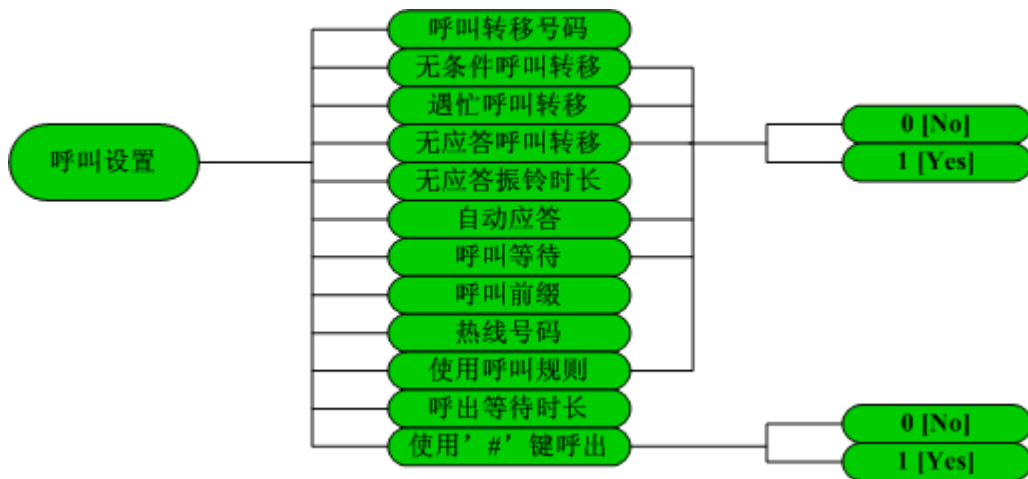 呼叫设置
呼叫转移号码
无条件呼叫转移
遇忙呼叫转移
无应答呼叫转移
无应答振铃时长
自动应答
呼叫等待
呼叫前缀
热线号码
使用呼叫规则
呼出等待时长
使用’#’键呼出
0 [No]
1 [Yes]
0 [No]
1 [Yes]